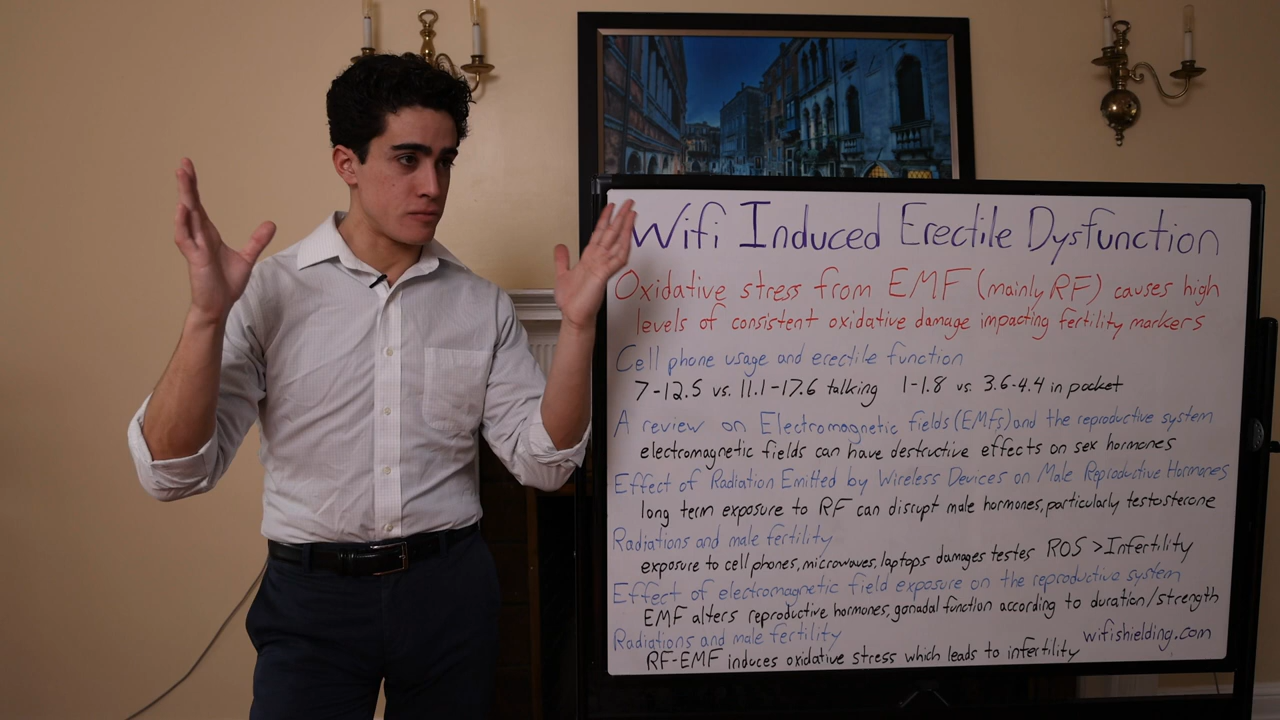 Wifi Induced Erectile Dysfunction
Oxidative stress from EMF (mainly RF) causes high
levels of consistent oxidative damage impacting fertility markers
Cell phone usage and erectile function
7-12.5 vs. 11.1-17.6 talking 1-1.8 vs. 3.6-4.4 in pocket
A review on Electromagnetic fields (EMFs) and the reproductive system
electromagnetic fields can have destructive effects on sex hormones
Effect of Radiation Emitted by Wireless Devices on Male Reproductive Hormones
long term exposure to RF can disrupt male hormones, particularly testosterone
Radiations and male fertility
exposure to cell phones, microwaves, laptops damages testes ROS > Infertility
Effect of electromagnetic field exposure on the reproductive system
EMF alters reproductive hormones, gonadal function according to duration/strength
Radiations and male fertility wifishielding.com
RF-EMF induces oxidative stress which leads to infertility